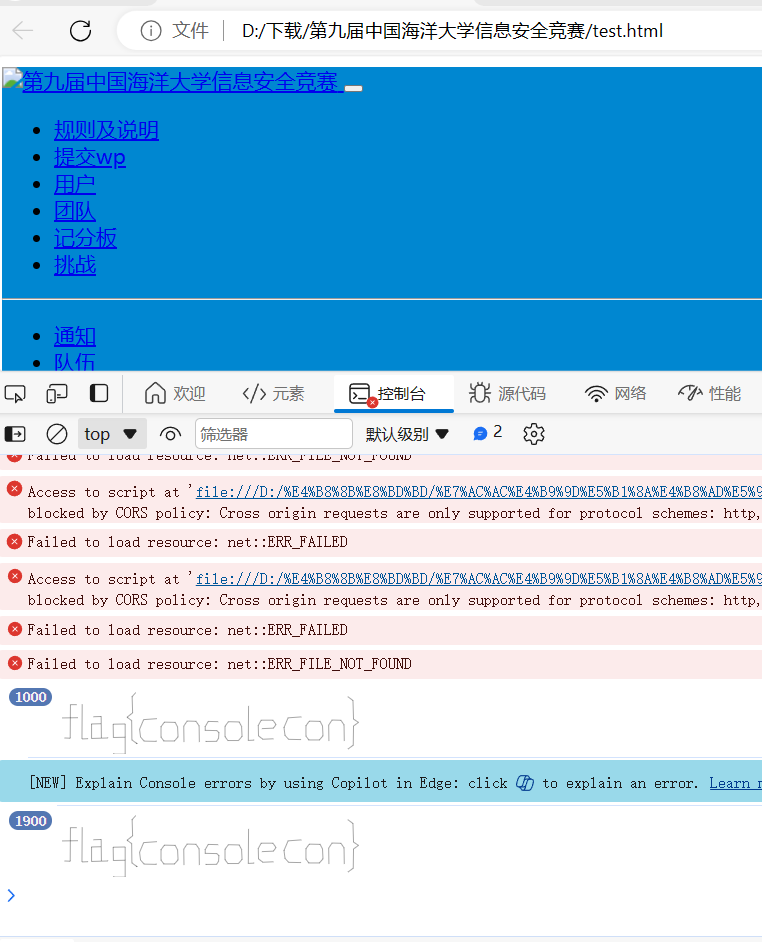 文件 D:/下载/第九届中国海洋大学信息安全竞赛/test.html
第九届中国海洋大学信息安全竞赛
规则及说明
提交wp
用户
团队
记分板
挑战
通知
队伍
欢迎 元素 控制台 源代码 网络 性能
top 筛选器 默认级别 2
Failed to load resource: net::ERR_FILE_NOT_FOUND
Access to script at 'file:///D:/%E4%B8%8B%E8%BD%BD/%E7%AC%AC%E4%B9%9D%E5%B1%8A%E4%B8%AD%E5%9
blocked by CORS policy: Cross origin requests are only supported for protocol schemes: http,
Failed to load resource: net::ERR_FAILED
Access to script at 'file:///D:/%E4%B8%8B%E8%BD%BD/%E7%AC%AC%E4%B9%9D%E5%B1%8A%E4%B8%AD%E5%9
blocked by CORS policy: Cross origin requests are only supported for protocol schemes: http,
Failed to load resource: net::ERR_FAILED
Failed to load resource: net::ERR_FILE_NOT_FOUND
1000 flag{consolecon}
[NEW] Explain Console errors by using Copilot in Edge: click to explain an error. Learn
1900 flag{consolecon}